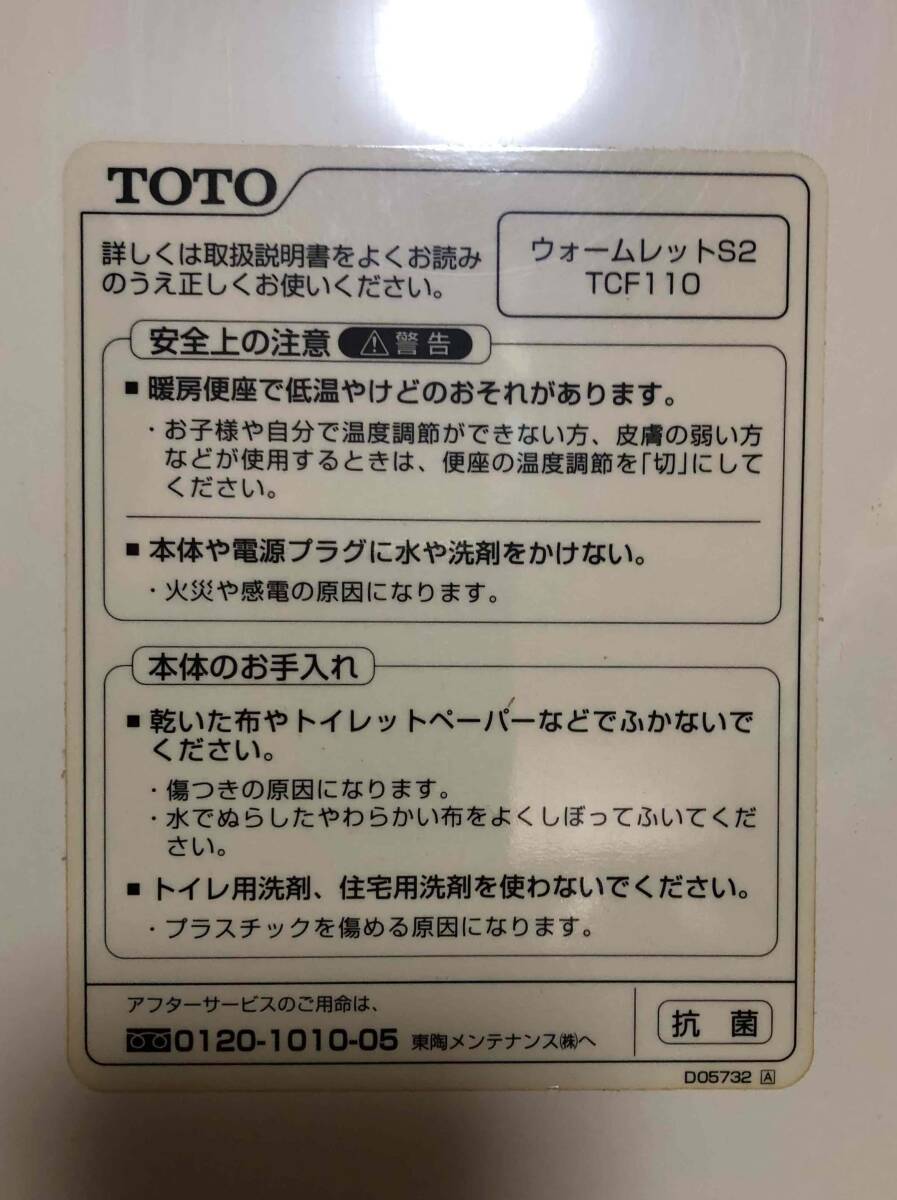 TOTO
詳しくは取扱説明書をよくお読み
のうえ正しくお使いください。
ウォームレットS2
TCF110
安全上の注意 ⚠警告
■ 暖房便座で低温やけどのおそれがあります。
・お子様や自分で温度調節ができない方、皮膚の弱い方
などが使用するときは、便座の温度調節を「切」にして
ください。
■ 本体や電源プラグに水や洗剤をかけない。
・火災や感電の原因になります。
本体のお手入れ
■ 乾いた布やトイレットペーパーなどでふかないで
ください。
・傷つきの原因になります。
・水でぬらしたやわらかい布をよくしぼってふいてくだ
さい。
■ トイレ用洗剤、住宅用洗剤を使わないでください。
・プラスチックを傷める原因になります。
アフターサービスのご用命は、
0120-1010-05 東陶メンテナンス㈱へ
抗菌
D05732 A